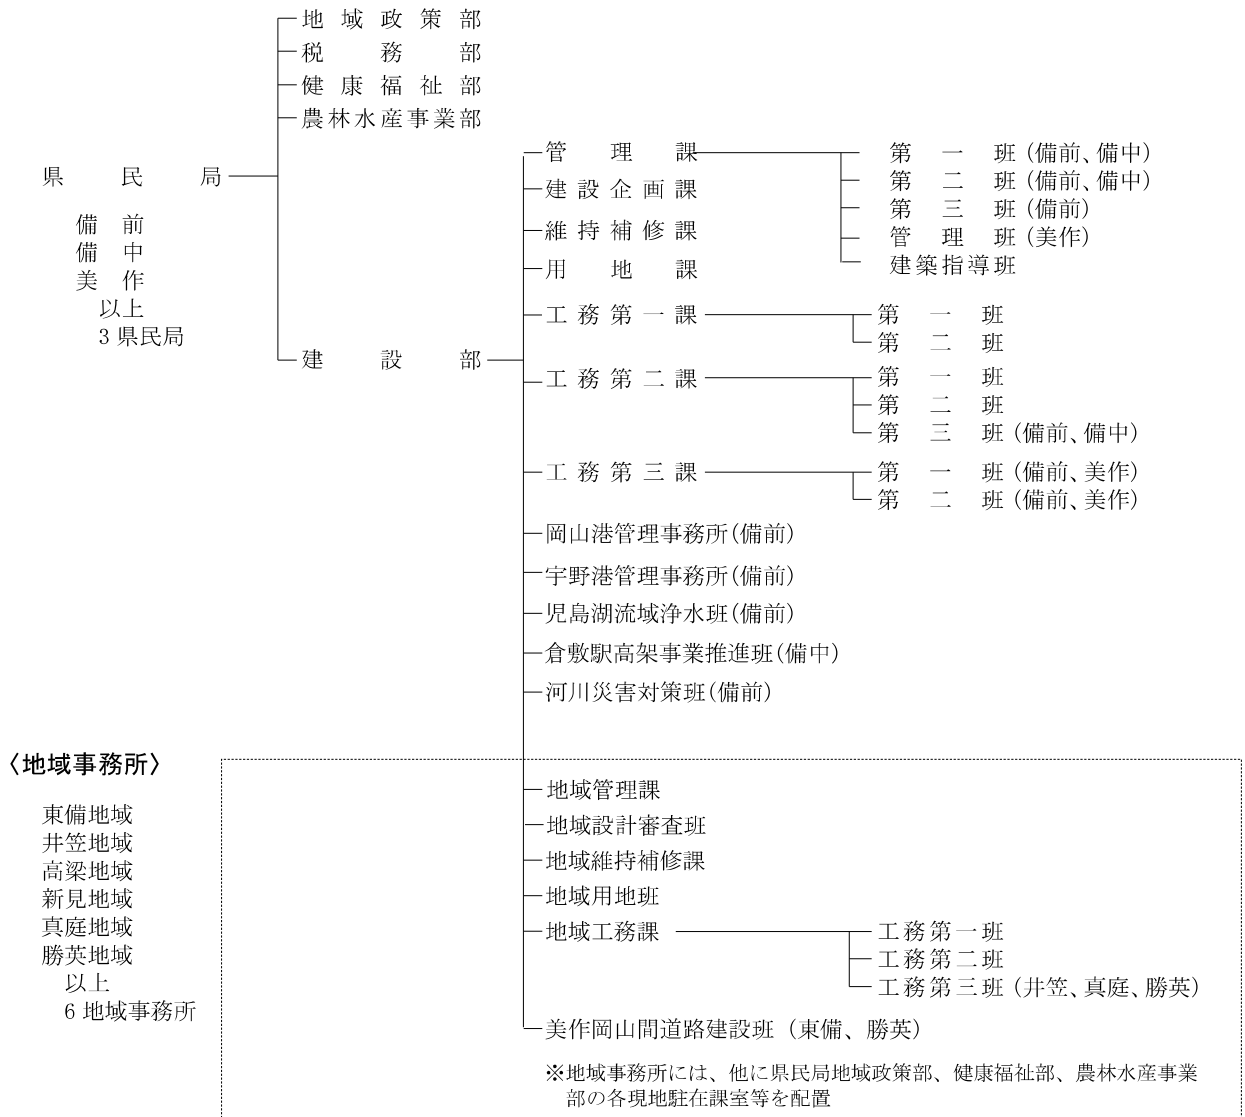 地域政策部
税務部
健康福祉部
農林水産事業部
県民局
備前
備中
美作
以上
3県民局
建設部
管理課
第一班(備前、備中)
第二班(備前、備中)
第三班(備前)
管理班(美作)
建築指導班
建設企画課
維持補修課
用地課
工務第一課
第一班
第二班
工務第二課
第一班
第二班
第三班(備前、備中)
工務第三課
第一班(備前、美作)
第二班(備前、美作)
岡山港管理事務所(備前)
宇野港管理事務所(備前)
児島湖流域浄水班(備前)
倉敷駅高架事業推進班(備中)
河川災害対策班(備前)
〈地域事務所〉
東備地域
井笠地域
高梁地域
新見地域
真庭地域
勝英地域
以上
6地域事務所
地域管理課
地域設計審査班
地域維持補修課
地域用地班
地域工務課
工務第一班
工務第二班
工務第三班(井笠、真庭、勝英)
美作岡山間道路建設班(東備、勝英)
※地域事務所には、他に県民局地域政策部、健康福祉部、農林水産事業
部の各現地駐在課室等を配置